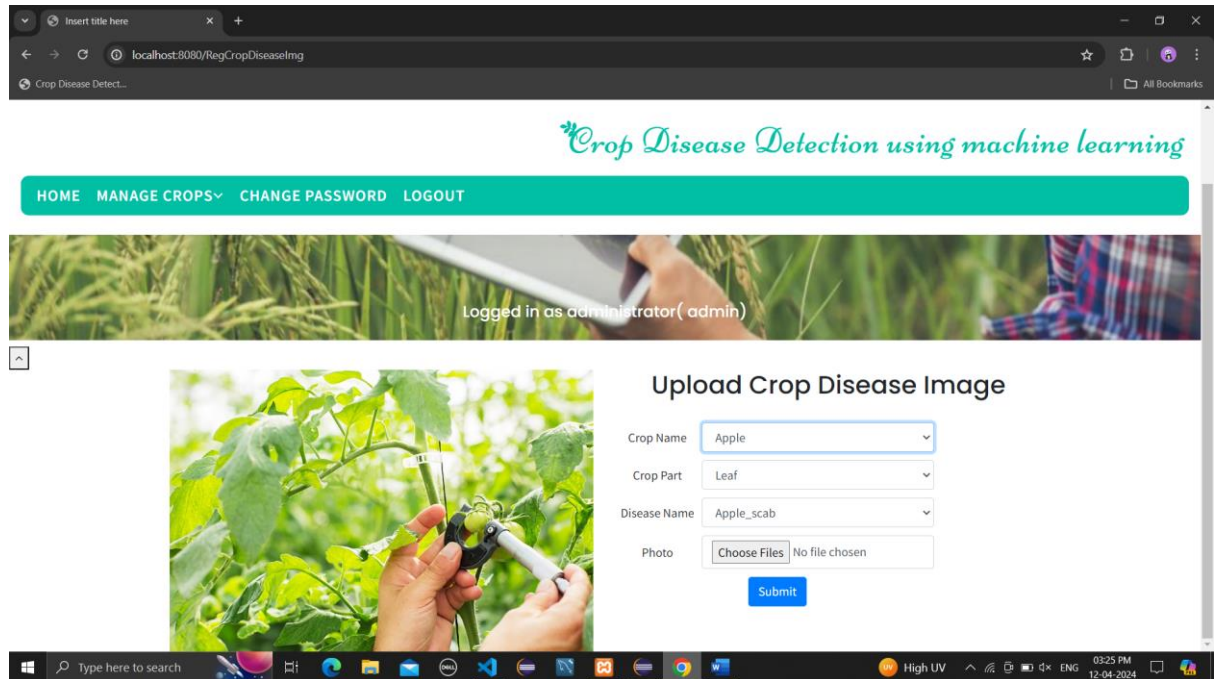 Insert title here
localhost:8080/RegCropDiseaseImg
Crop Disease Detect...
All Bookmarks
Crop Disease Detection using machine learning
HOME MANAGE CROPS CHANGE PASSWORD LOGOUT
Logged in as administrator( admin)
Upload Crop Disease Image
Crop Name Apple
Crop Part Leaf
Disease Name Apple_scab
Photo Choose Files No file chosen
Submit
Type here to search
High UV
ENG
03:25 PM
12-04-2024